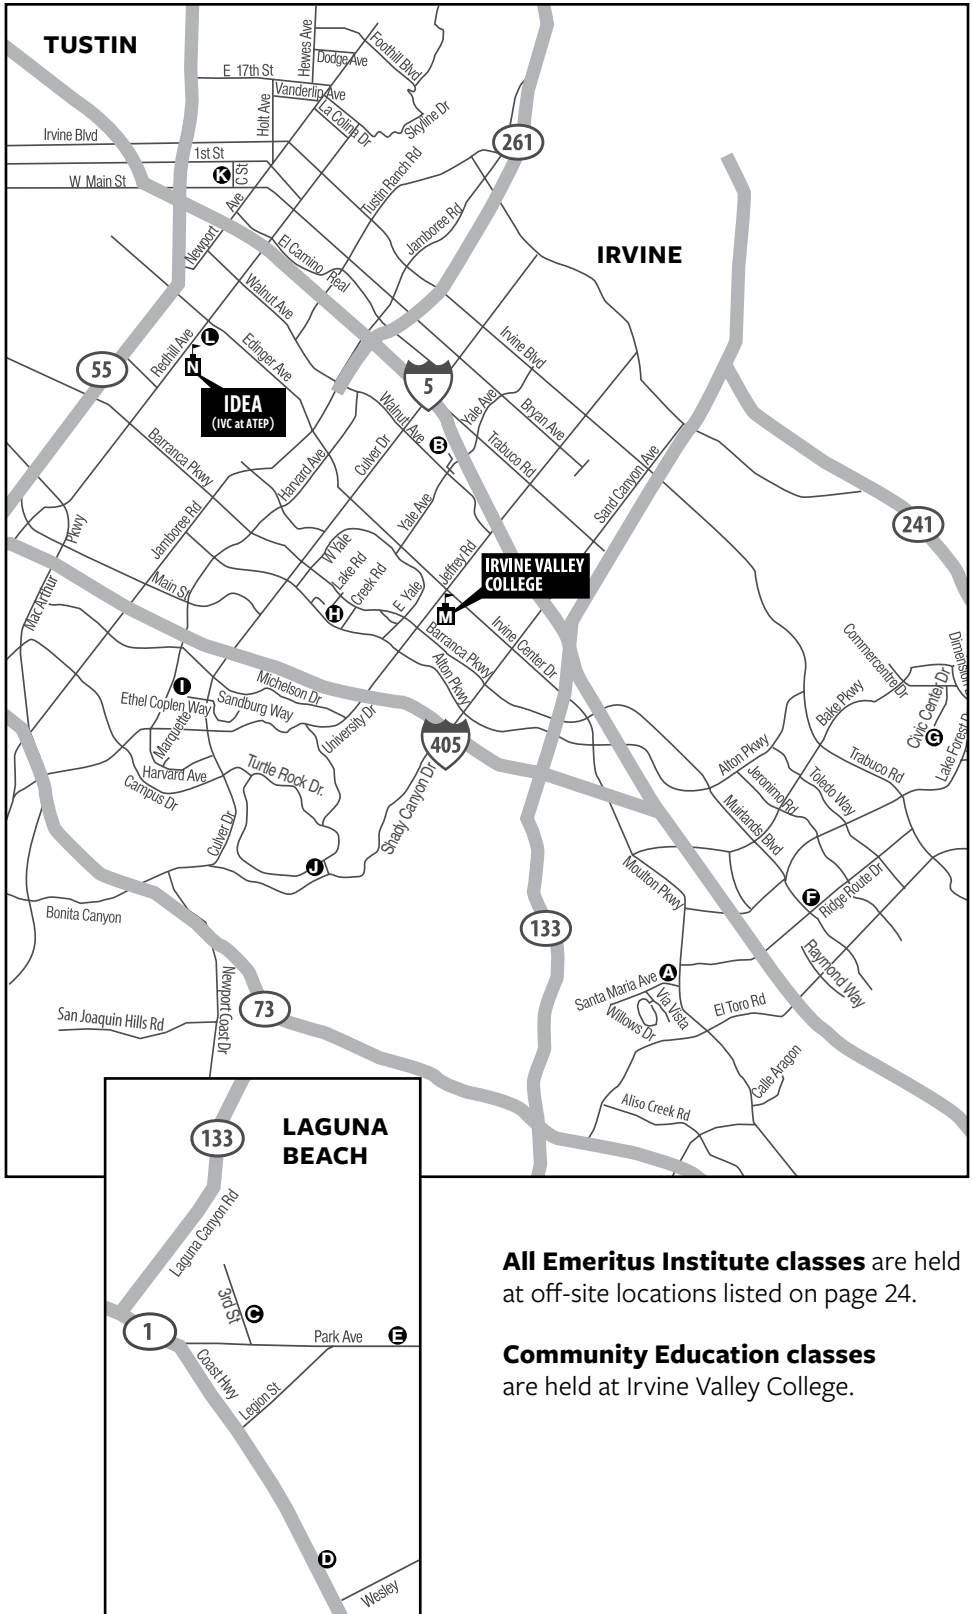 TUSTIN
Hewes Ave
Foothill Blvd
Dodge Ave
E 17th St
Vanderlip Ave
Holt Ave
La Colina Dr
Skyline Dr
Irvine Blvd
1st St
261
K
C St
W Main St
Tustin Ranch Rd
Newport
Ave
Jamboree Rd
IRVINE
El Camino
Real
Walnut Ave
Redhill Ave
L
Edinger Ave
Irvine Blvd
55
N
5
IDEA
(IVC at ATEP)
Walnut Ave
Yale Ave
Bryan Ave
B
Culver Dr
Trabuco Rd
Barranca Pkwy
Harvard Ave
Sand Canyon Ave
Yale Ave
241
Jamboree Rd
Pkwy
W Yale
Lake Rd
Creek Rd
Jeffrey Rd
IRVINE VALLEY
COLLEGE
Mac Arthur
Main St
E Yale
H
M
Irvine Center Dr
Barranca Pkwy
Alton Pkwy
Commercentre Dr
I
Michelson Dr
Ethel Coplen Way
Sandburg Way
Bake Pkwy
Civic Center Dr
Marquette
University Dr
G
405
Harvard Ave
Turtle Rock Dr.
Alton Pkwy
Trabuco Rd
Campus Dr
Jeronimo Rd
Toledo Way
Shady Canyon Dr
Muirlands Blvd
Culver Dr
J
Moulton Pkwy
F
Ridge Route Dr
Bonita Canyon
133
Raymond Way
A
Santa Maria Ave
Newport Coast Dr
73
Via Vista
San Joaquin Hills Rd
Willows Dr
El Toro Rd
Calle Aragon
Aliso Creek Rd
133
LAGUNA
BEACH
Laguna Canyon Rd
3rd St
C
1
Park Ave
E
Coast Hwy
Legion St
D
Wesley
All Emeritus Institute classes are held
at off-site locations listed on page 24.
Community Education classes
are held at Irvine Valley College.